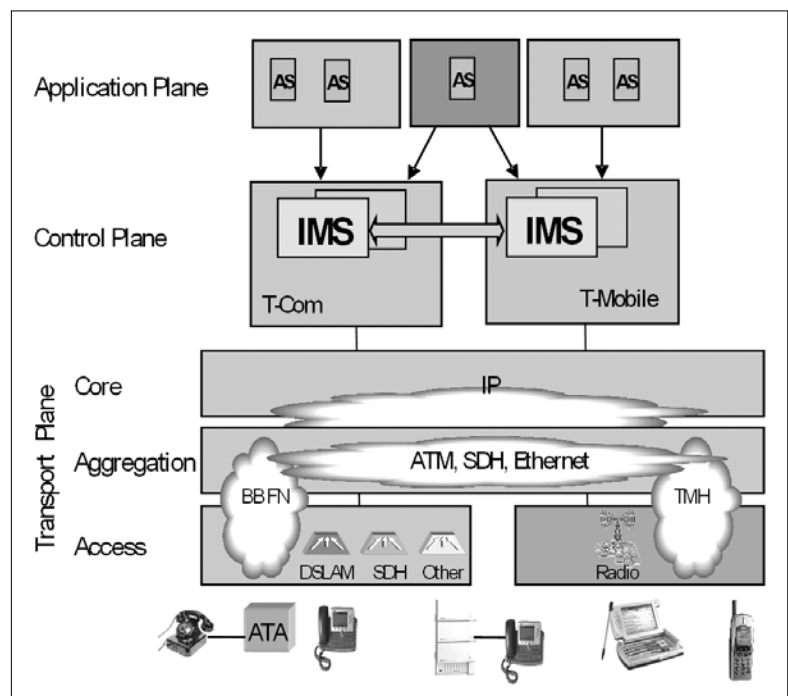 Application Plane
AS AS AS AS AS
Control Plane
IMS IMS
T-Com T-Mobile
Transport Plane
Core
IP
Aggregation
ATM, SDH, Ethernet
BBFN TMH
Access
DSLAM SDH Other Radio
ATA